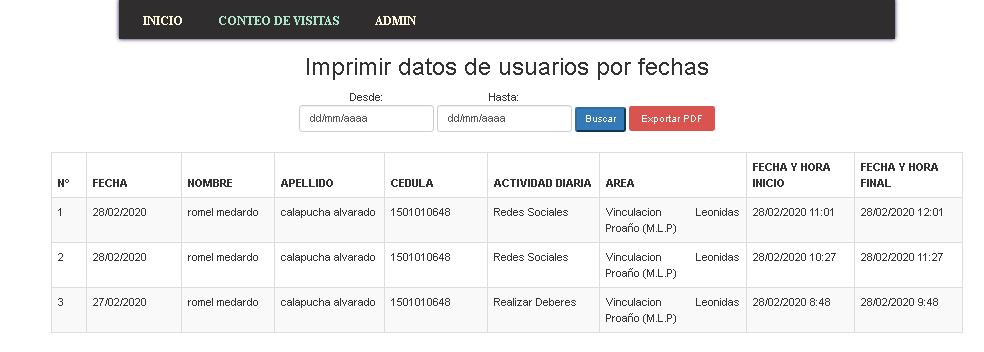 INICIO CONTEO DE VISITAS ADMIN
Imprimir datos de usuarios por fechas
Desde: Hasta:
dd/mm/aaaa dd/mm/aaaa Buscar Exportar PDF
N° FECHA NOMBRE APELLIDO CEDULA ACTIVIDAD DIARIA AREA FECHA Y HORA INICIO FECHA Y HORA FINAL
1 28/02/2020 romel medardo calapucha alvarado 1501010648 Redes Sociales Vinculacion Leonidas Proaño (M.L.P) 28/02/2020 11:01 28/02/2020 12:01
2 28/02/2020 romel medardo calapucha alvarado 1501010648 Redes Sociales Vinculacion Leonidas Proaño (M.L.P) 28/02/2020 10:27 28/02/2020 11:27
3 27/02/2020 romel medardo calapucha alvarado 1501010648 Realizar Deberes Vinculacion Leonidas Proaño (M.L.P) 28/02/2020 8:48 28/02/2020 9:48